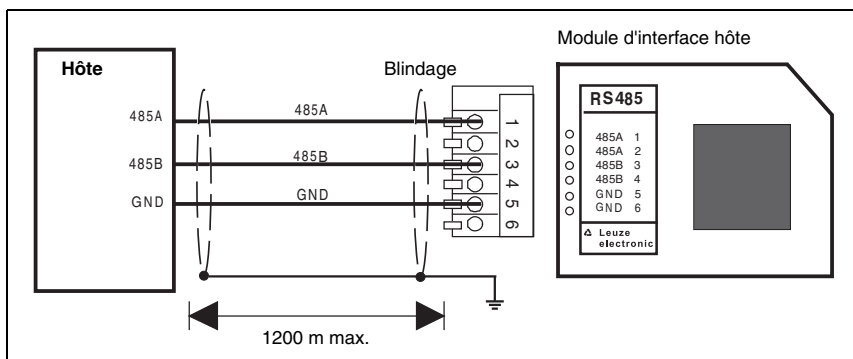 Module d'interface hôte
Hôte
Blindage
485A
485A
485B
485B
GND
GND
1
2
3
4
5
6
1200 m max.
RS485
485A 1
485A 2
485B 3
485B 4
GND 5
GND 6
Leuze
electronic